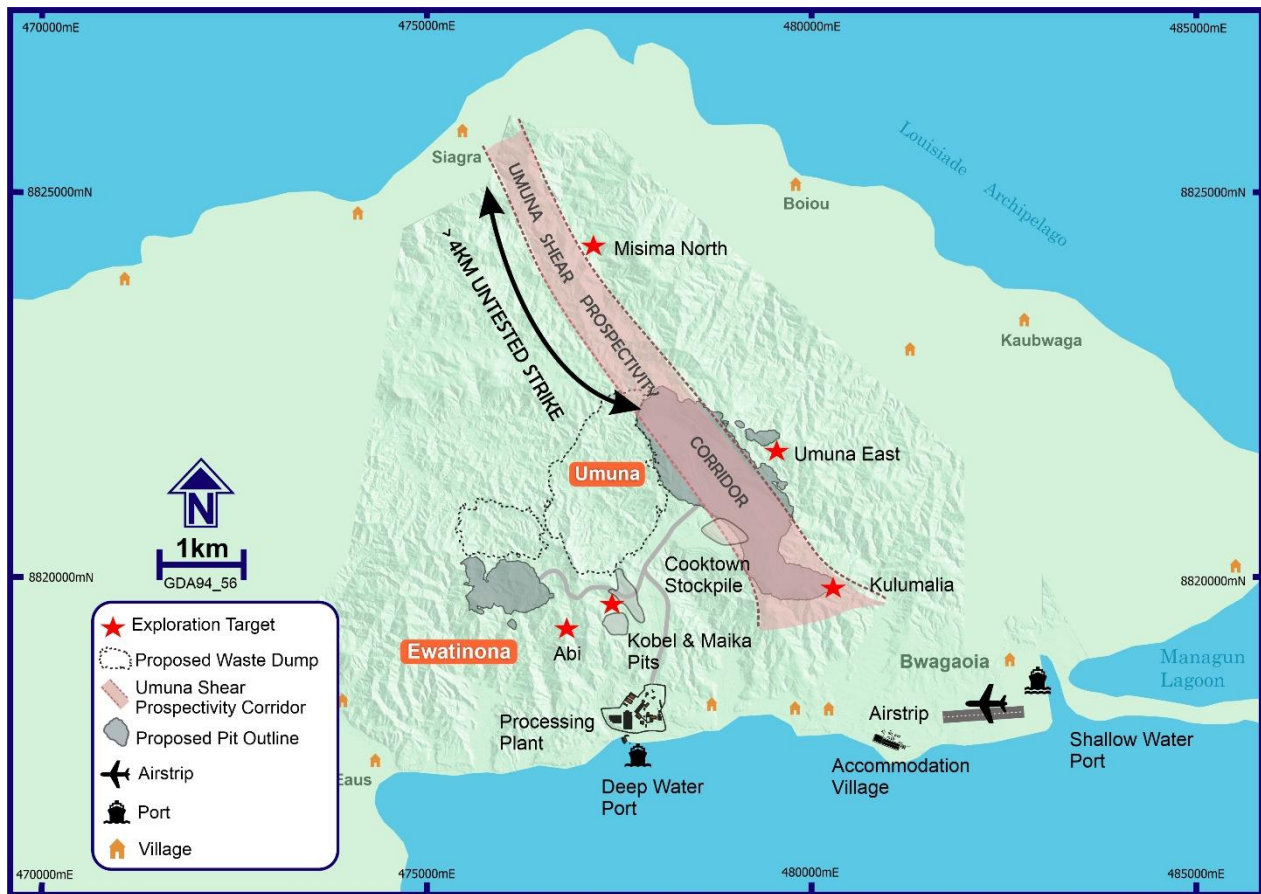 470000mE
475000mE
480000mE
485000mE
Siagra
8825000mN
8825000mN
Boiou
Louisiade Archipelago
UMUNA SHEAR PROSPECTIVITY CORRIDOR
Misima North
> 4KM UNTESTED STRIKE
Kaubwaga
Umuna
Umuna East
N
1km
GDA94_56
Cooktown
Stockpile
8820000mN
8820000mN
Kulumalia
Ewatinona
Abi
Kobel & Maika
Pits
Bwagaoia
Managun
Lagoon
Processing
Plant
Airstrip
Deep Water
Port
Accommodation
Village
Shallow Water
Port
Eaus
Exploration Target
Proposed Waste Dump
Umuna Shear
Prospectivity Corridor
Proposed Pit Outline
Airstrip
Port
Village
470000mE
475000mE
480000mE
485000mE